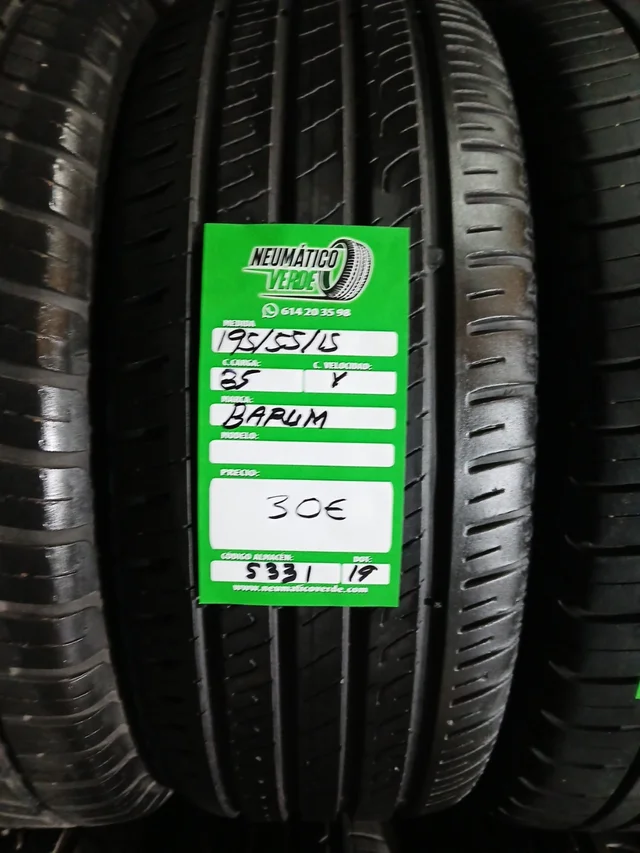 NEUMÁTICO
VERDE
614 20 35 98
MEDIDA
195/55/15
C. CARGA: C. VELOCIDAD:
85 V
MARCA:
BARUM
MODELO:
PRECIO:
30€
CÓDIGO ALMACÉN: DOT:
5331 19
www.neumaticoverde.com